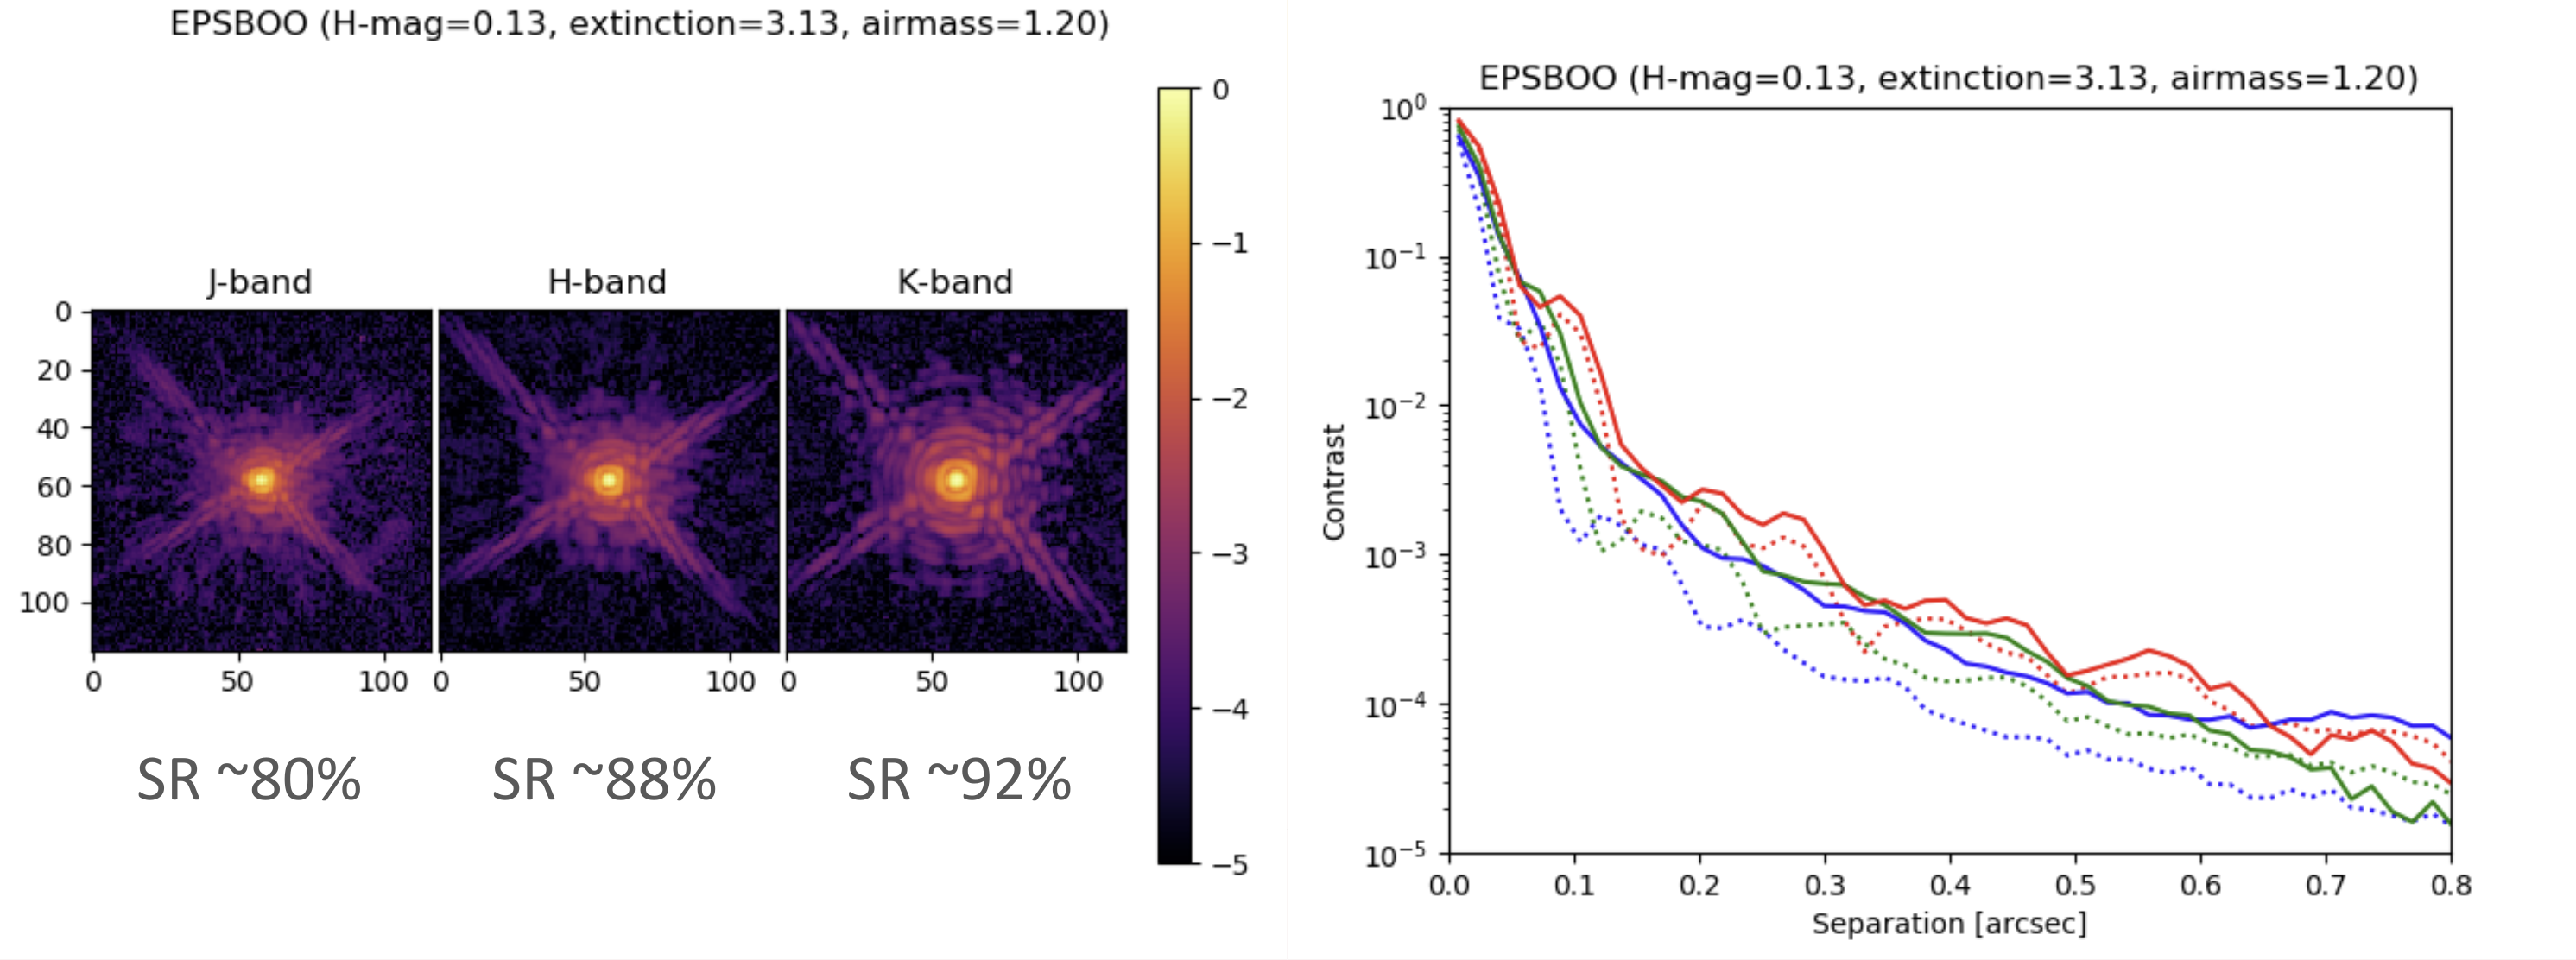 EPSBOO (H-mag=0.13, extinction=3.13, airmass=1.20)
J-band
H-band
K-band
0
20
40
60
80
100
0 50 100
0 50 100
0 50 100
0
−1
−2
−3
−4
−5
SR ~80%
SR ~88%
SR ~92%
EPSBOO (H-mag=0.13, extinction=3.13, airmass=1.20)
Contrast
10⁰
10⁻¹
10⁻²
10⁻³
10⁻⁴
10⁻⁵
0.0 0.1 0.2 0.3 0.4 0.5 0.6 0.7 0.8
Separation [arcsec]